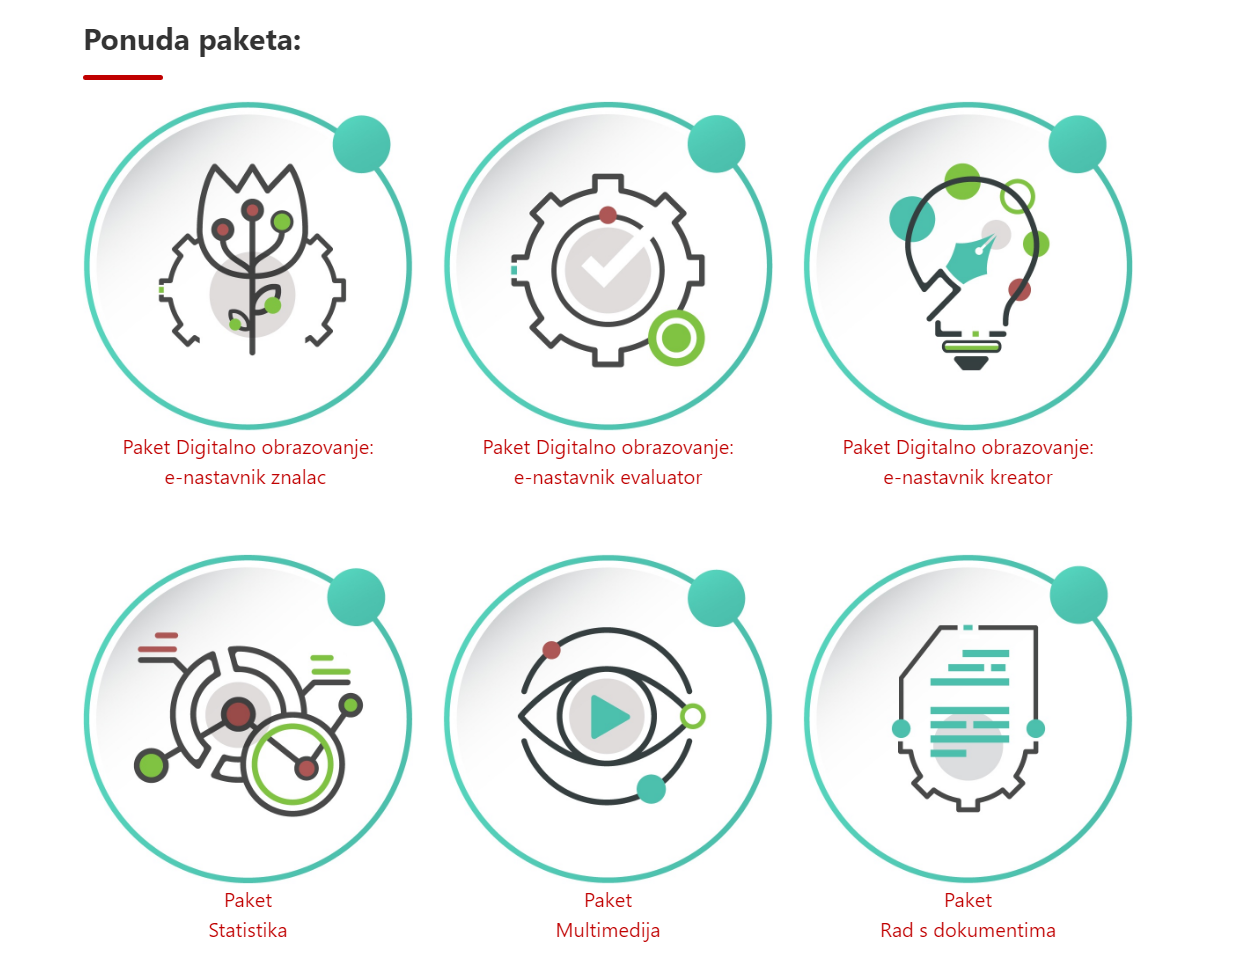 Ponuda paketa:
Paket Digitalno obrazovanje:
e-nastavnik znalac
Paket Digitalno obrazovanje:
e-nastavnik evaluator
Paket Digitalno obrazovanje:
e-nastavnik kreator
Paket
Statistika
Paket
Multimedija
Paket
Rad s dokumentima